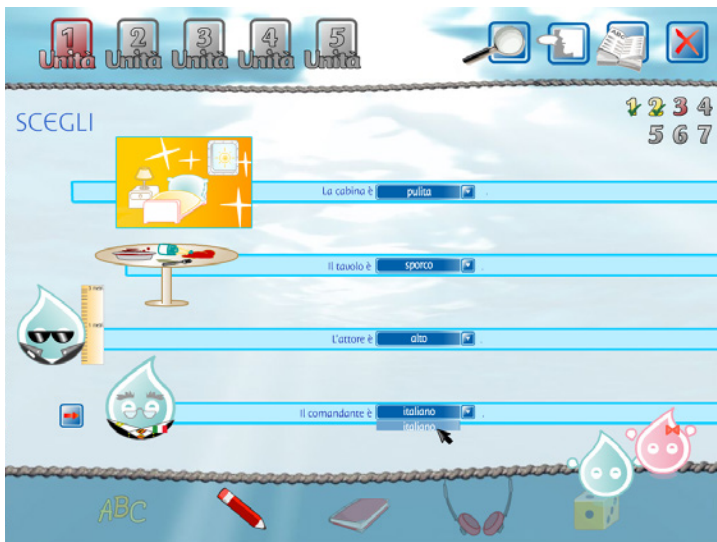 1 2 3 4 5
Unità Unità Unità Unità Unità
ABC
1 2 3 4
5 6 7
SCEGLI
La cabina è pulita .
Il tavolo è sporco .
L'attore è alto .
Il comandante è italiano .
italiano
ABC